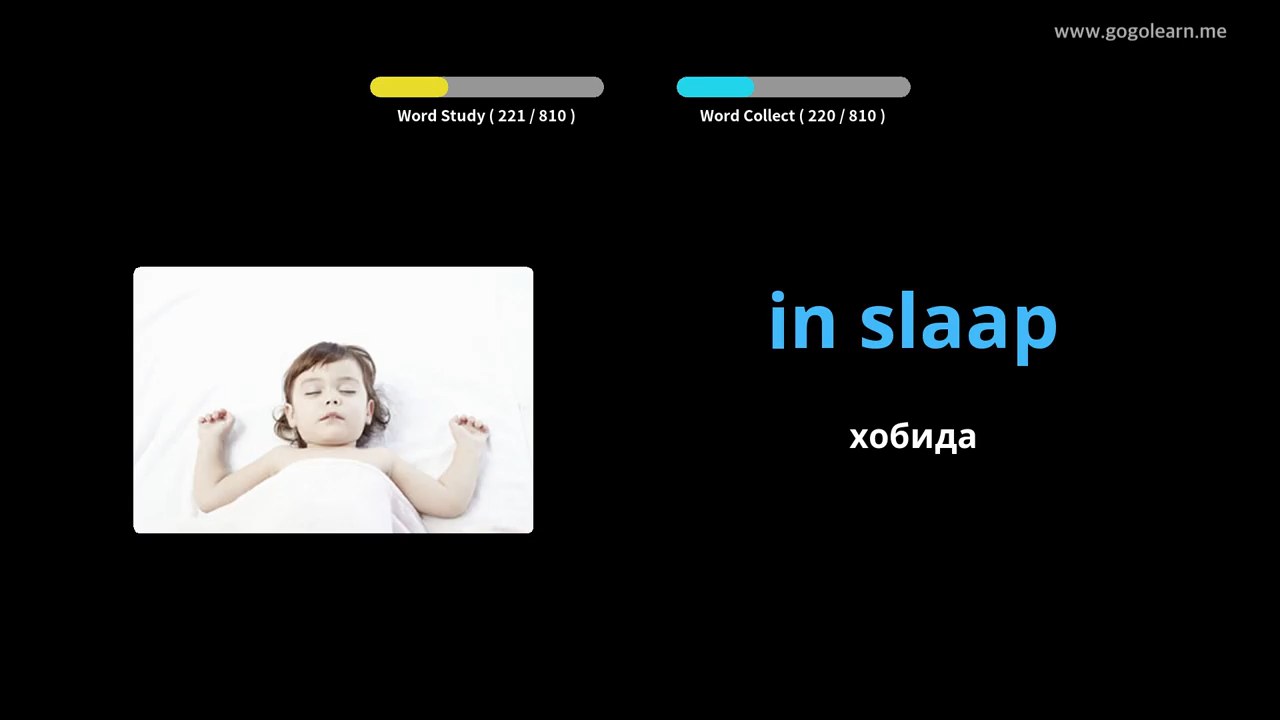 www.gogolearn.me
Word Study ( 221 / 810 )
Word Collect ( 220 / 810 )
in slaap
хобида